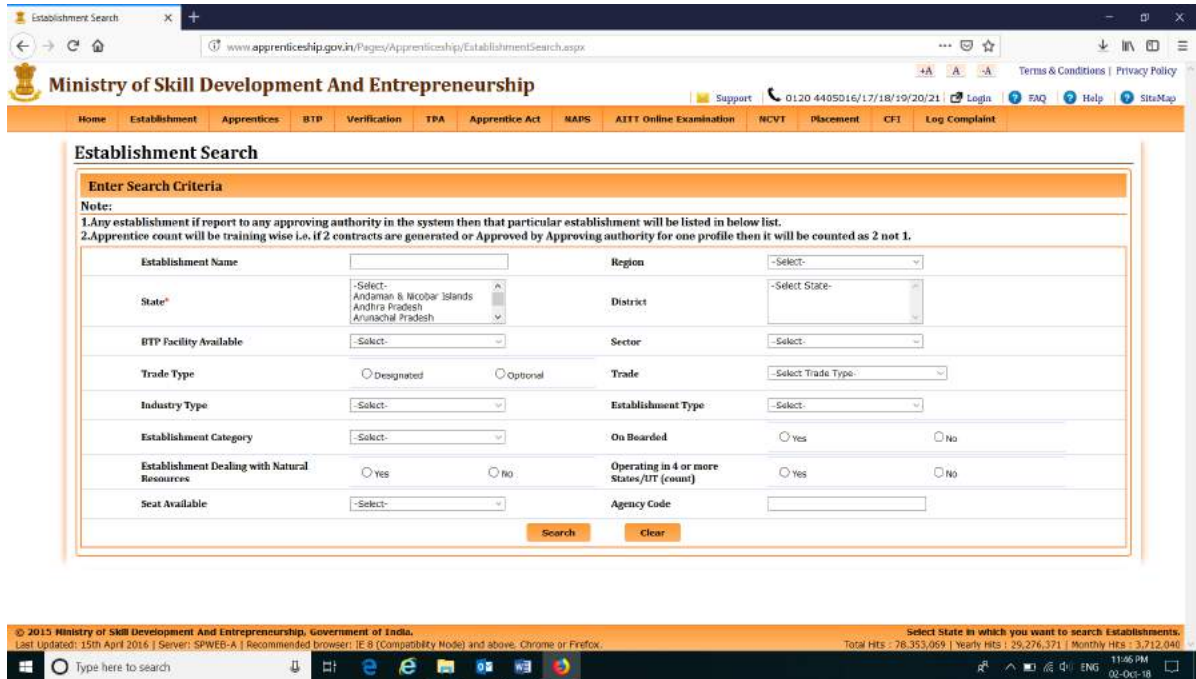 Establishment Search
www.apprenticeship.gov.in/Pages/Apprenticeship/EstablishmentSearch.aspx
+A A -A Terms & Conditions | Privacy Policy
Ministry of Skill Development And Entrepreneurship
Support 0120 4405016/17/18/19/20/21 Login FAQ Help SiteMap
Home Establishment Apprentices BTP Verification TPA Apprentice Act NAPS AITT Online Examination NCVT Placement CFI Log Complaint
Establishment Search
Enter Search Criteria
Note:
1.Any establishment if report to any approving authority in the system then that particular establishment will be listed in below list.
2.Apprentice count will be training wise i.e. if 2 contracts are generated or Approved by Approving authority for one profile then it will be counted as 2 not 1.
Establishment Name Region -Select-
State* -Select- District -Select State-
Andaman & Nicobar Islands
Andhra Pradesh
Arunachal Pradesh
BTP Facility Available -Select- Sector -Select-
Trade Type Designated Optional Trade -Select Trade Type-
Industry Type -Select- Establishment Type -Select-
Establishment Category -Select- On Boarded Yes No
Establishment Dealing with Natural Resources Yes No Operating in 4 or more States/UT (count) Yes No
Seat Available -Select- Agency Code
Search Clear
© 2015 Ministry of Skill Development And Entrepreneurship, Government of India. Select State in which you want to search Establishments.
Last Updated: 15th April 2016 | Server: SPWEB-A | Recommended browser: IE 8 (Compatibility Mode) and above, Chrome or Firefox. Total Hits : 78,353,069 | Yearly Hits : 29,276,371 | Monthly Hits : 3,712,040
Type here to search ENG 11:46 PM
02-Oct-18